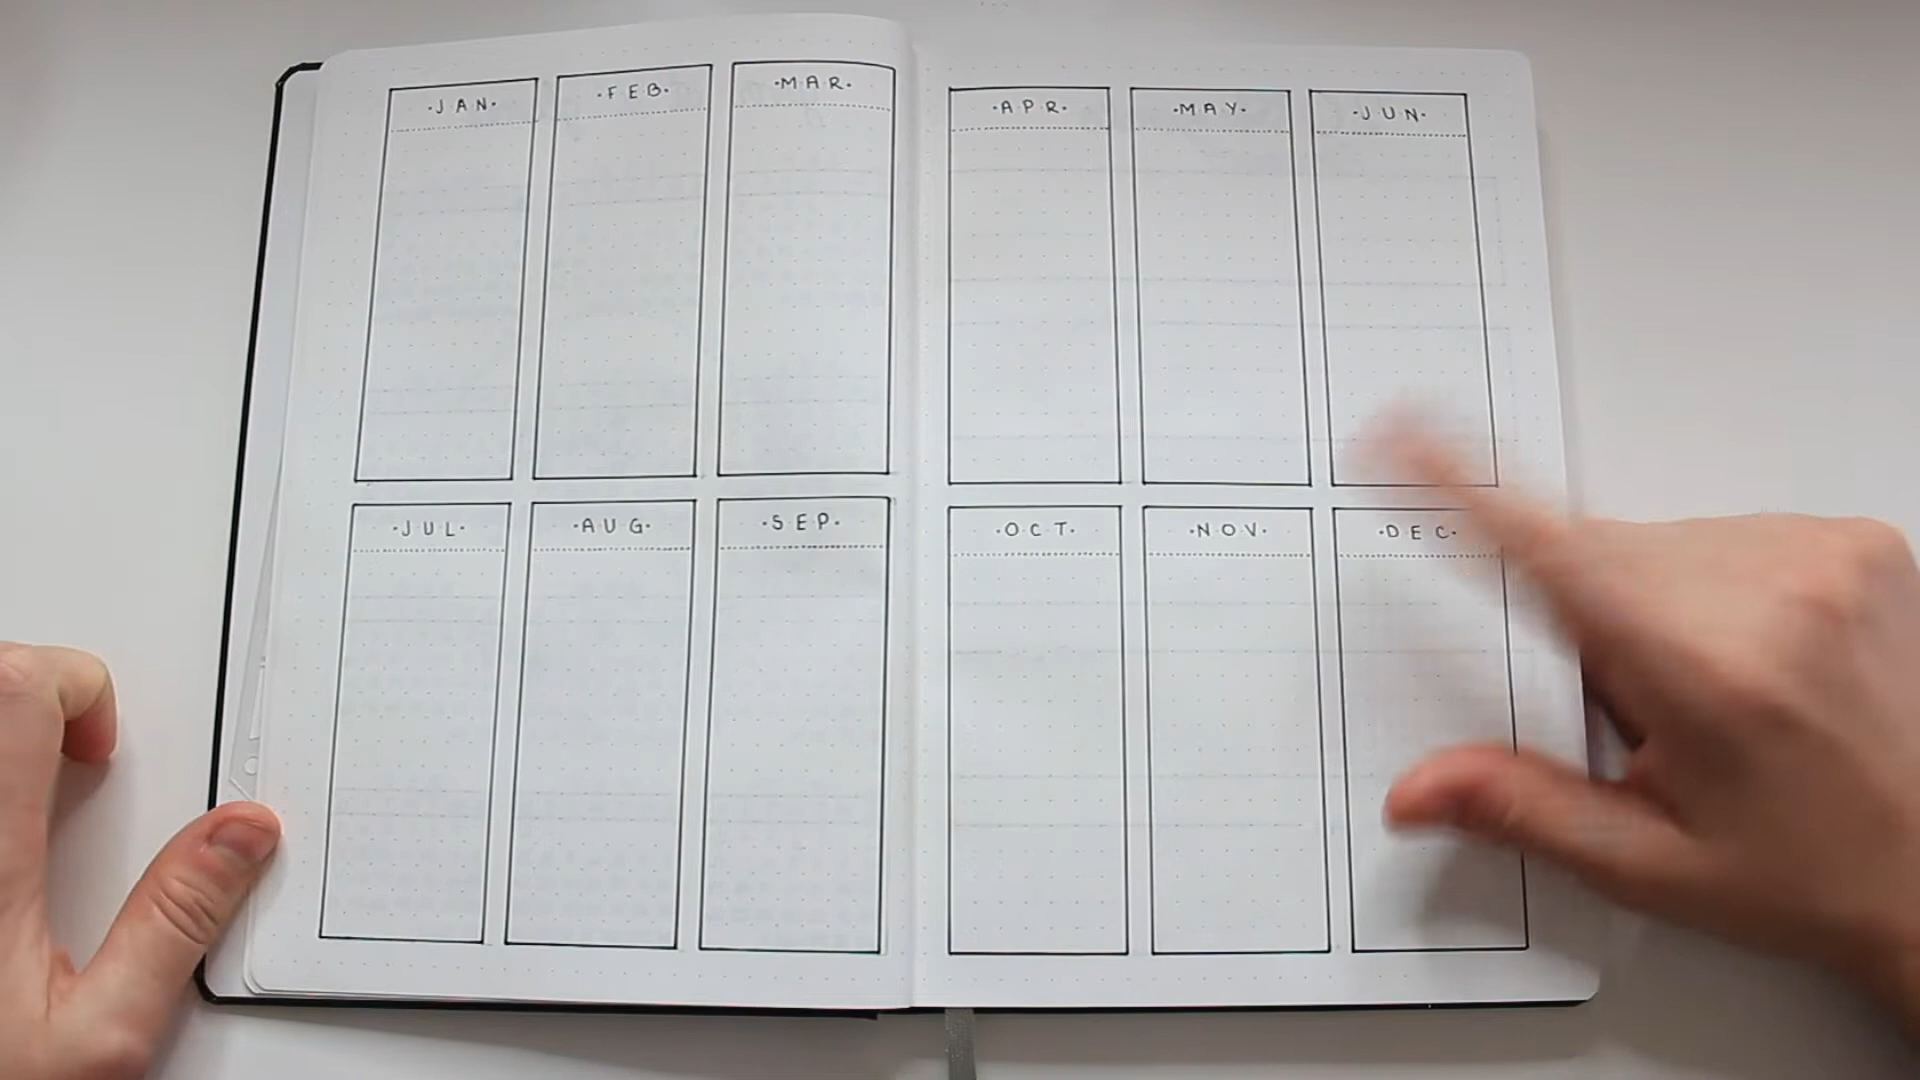 ·JAN·
·FEB·
·MAR·
·APR·
·MAY·
·JUN·
·JUL·
·AUG·
·SEP·
·OCT·
·NOV·
·DEC·